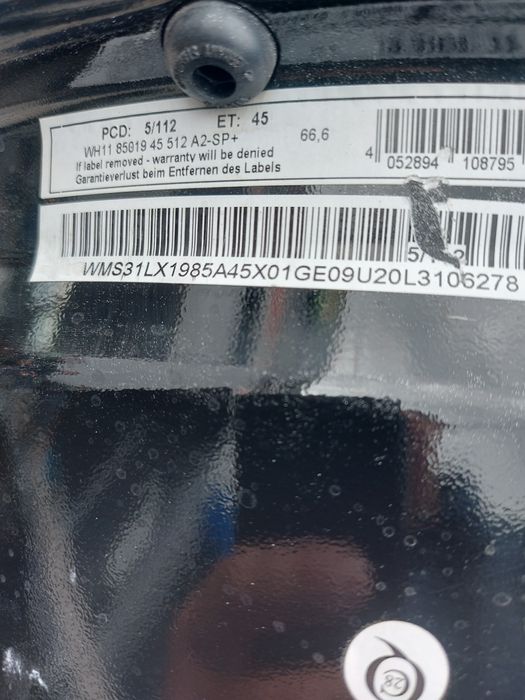 PCD: 5/112 ET: 45
WH11 85019 45 512 A2-SP+ 66,6
If label removed - warranty will be denied
Garantieverlust beim Entfernen des Labels
4 052894 108795
WMS31LX1985A45X01GE09U20L3106278
28